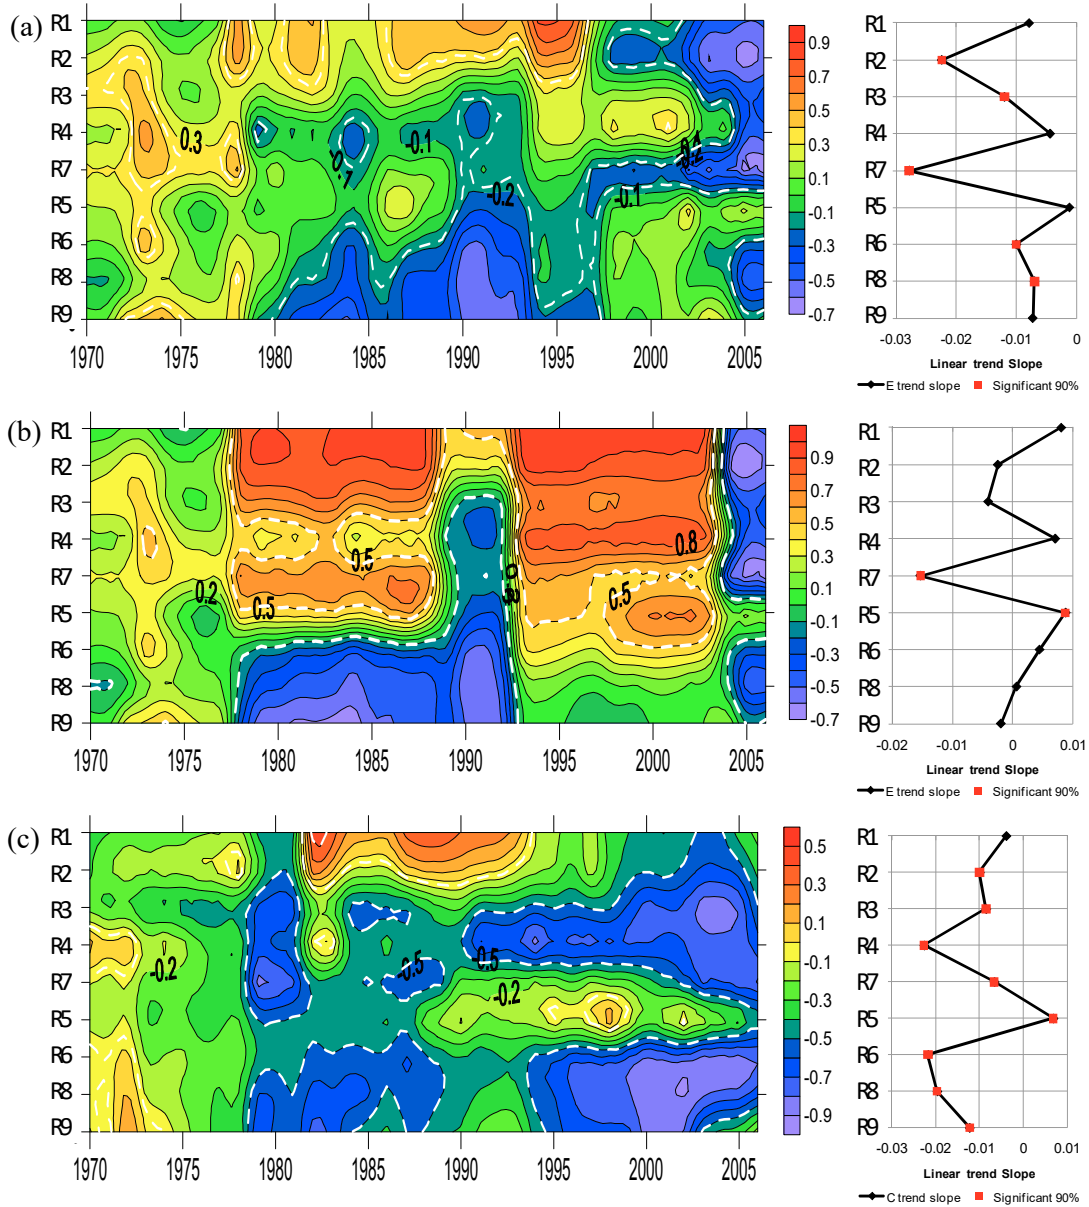 (a)
R1
R2
R3
R4
R7
R5
R6
R8
R9
0.3
-0.1
-0.1
-0.2
-0.1
-0.2
1970 1975 1980 1985 1990 1995 2000 2005
0.9
0.7
0.5
0.3
0.1
-0.1
-0.3
-0.5
-0.7
R1
R2
R3
R4
R7
R5
R6
R8
R9
-0.03 -0.02 -0.01 0
Linear trend Slope
E trend slope Significant 90%
(b)
R1
R2
R3
R4
R7
R5
R6
R8
R9
0.2
0.5
0.5
0.8
0.5
1970 1975 1980 1985 1990 1995 2000 2005
0.9
0.7
0.5
0.3
0.1
-0.1
-0.3
-0.5
-0.7
R1
R2
R3
R4
R7
R5
R6
R8
R9
-0.02 -0.01 0 0.01
Linear trend Slope
E trend slope Significant 90%
(c)
R1
R2
R3
R4
R7
R5
R6
R8
R9
-0.2
-0.5
-0.5
-0.2
1970 1975 1980 1985 1990 1995 2000 2005
0.5
0.3
0.1
-0.1
-0.3
-0.5
-0.7
-0.9
R1
R2
R3
R4
R7
R5
R6
R8
R9
-0.03 -0.02 -0.01 0 0.01
Linear trend Slope
C trend slope Significant 90%